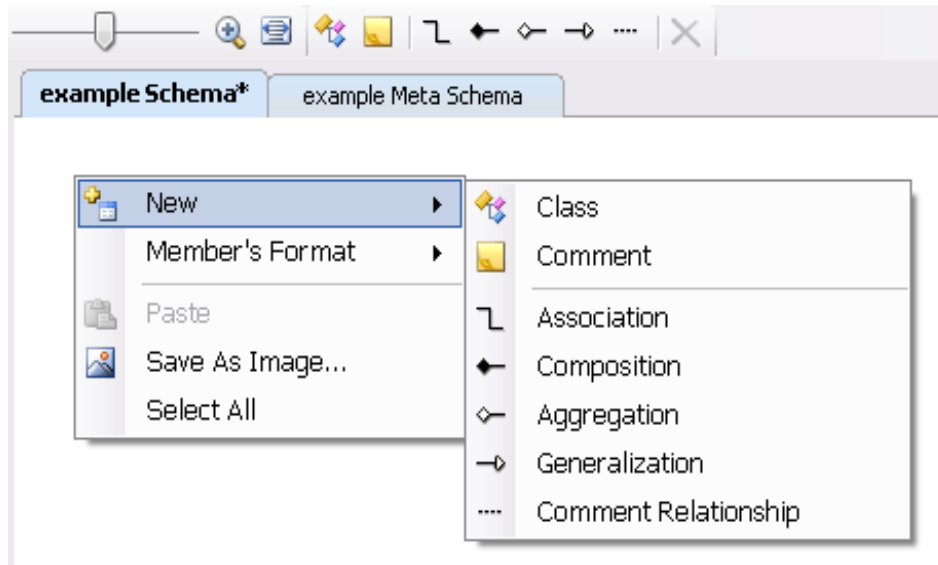 example Schema*
example Meta Schema
New
Member's Format
Paste
Save As Image...
Select All
Class
Comment
Association
Composition
Aggregation
Generalization
Comment Relationship